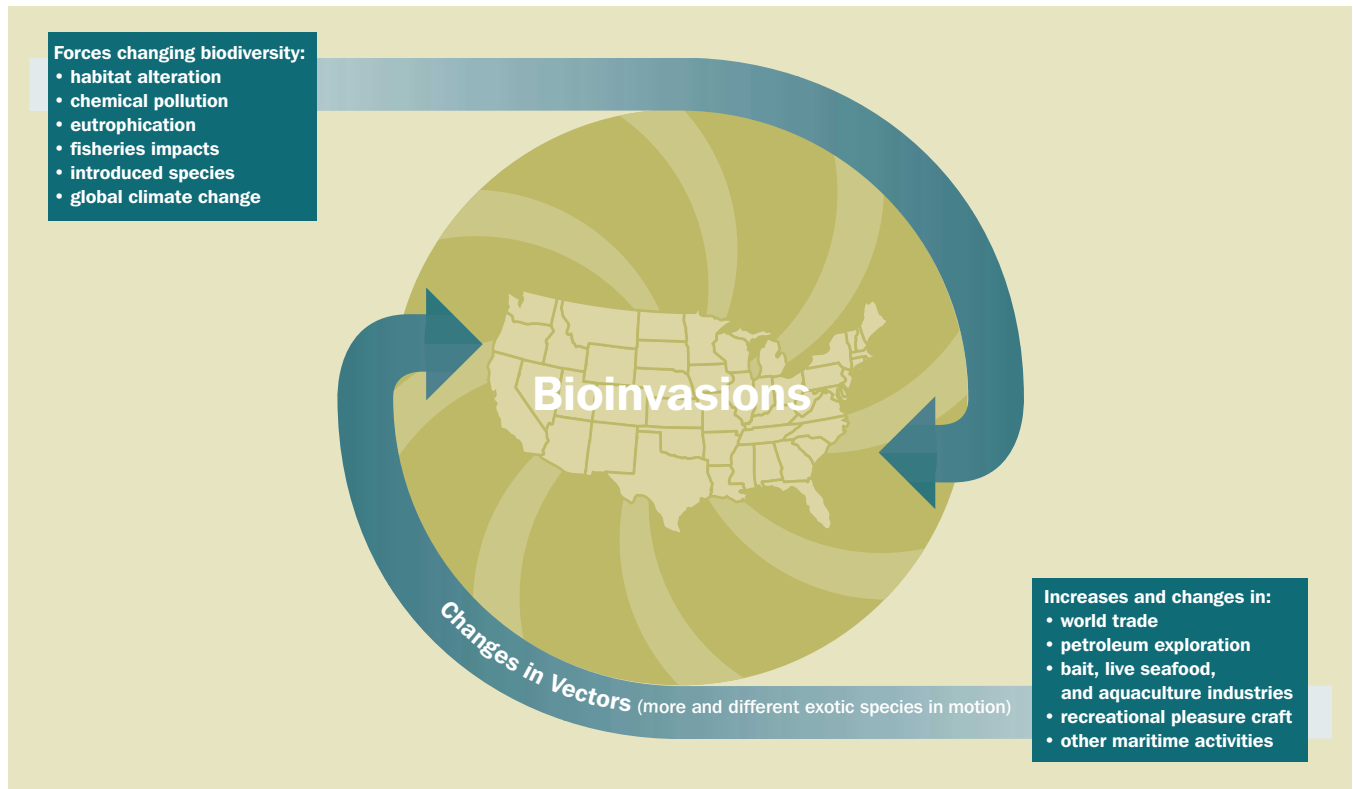 Forces changing biodiversity:
• habitat alteration
• chemical pollution
• eutrophication
• fisheries impacts
• introduced species
• global climate change
Bioinvasions
Changes in Vectors (more and different exotic species in motion)
Increases and changes in:
• world trade
• petroleum exploration
• bait, live seafood,
and aquaculture industries
• recreational pleasure craft
• other maritime activities